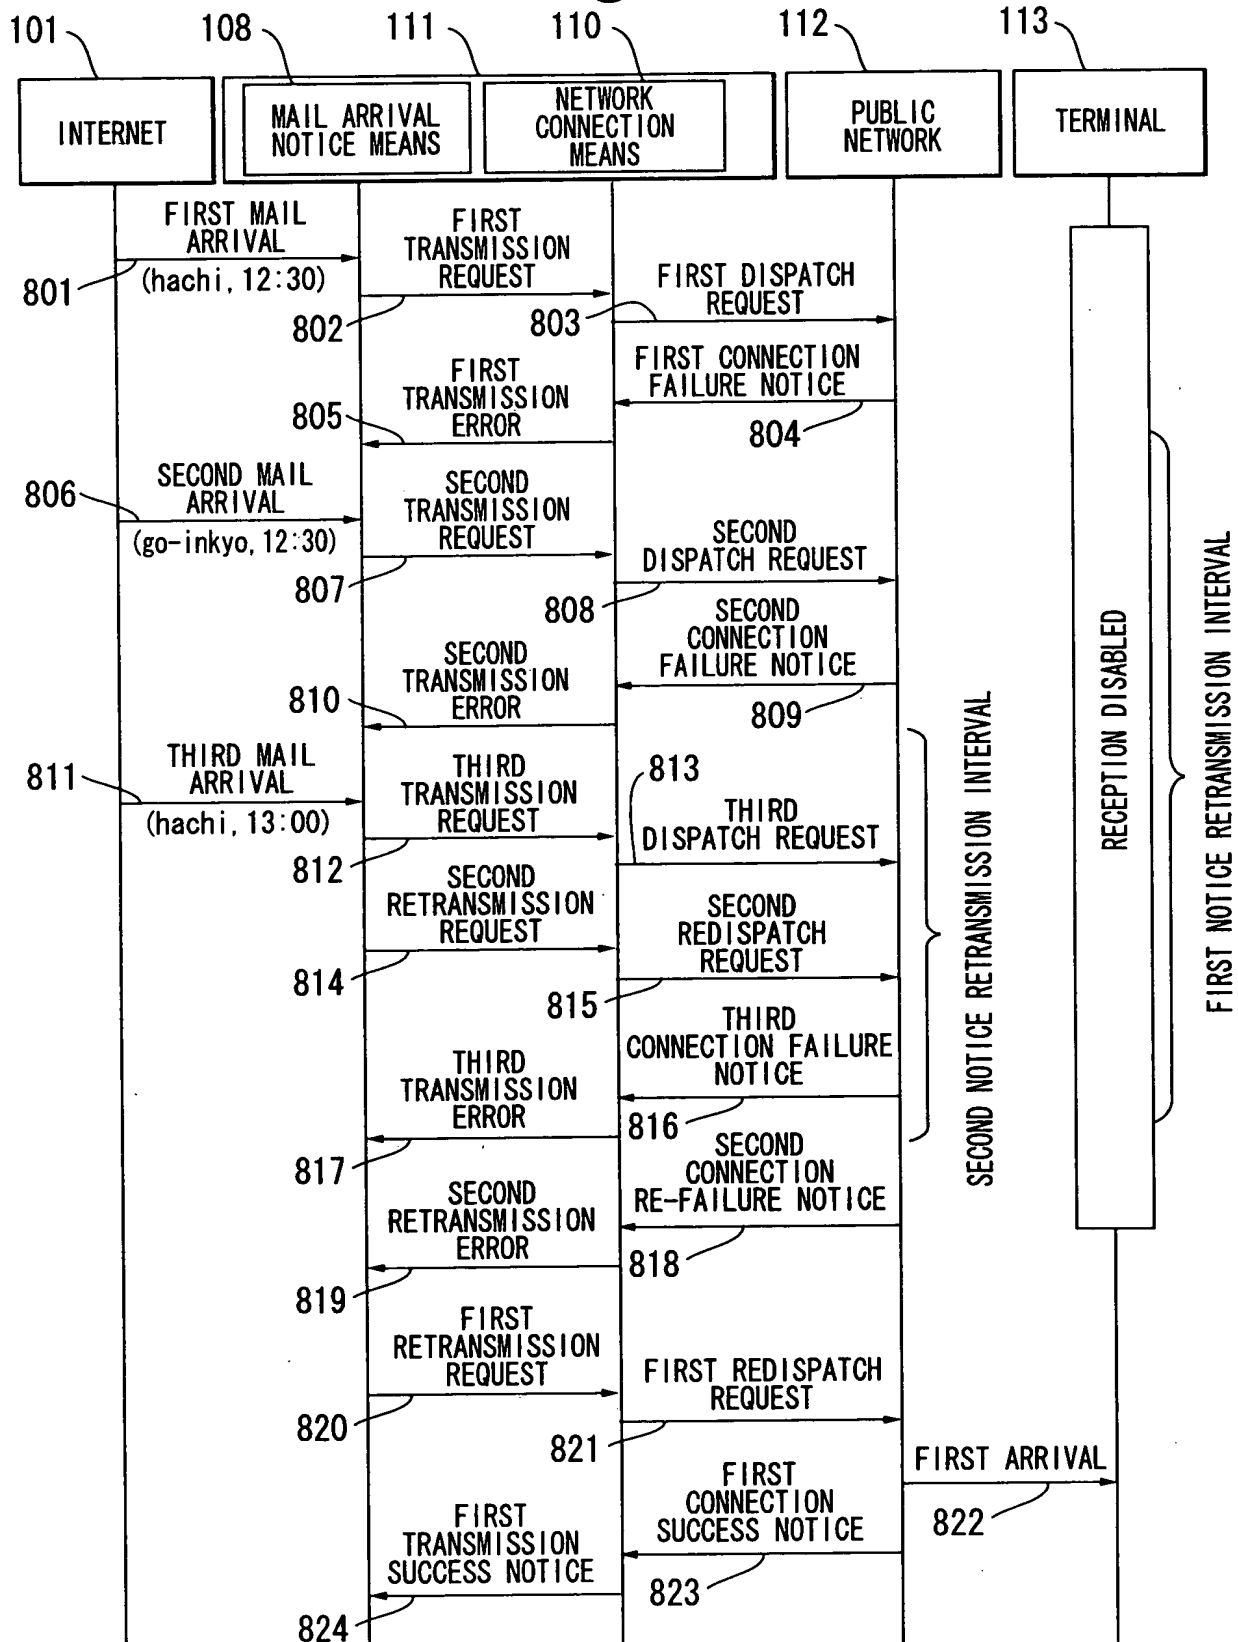 101
108
111
110
112
113
INTERNET
MAIL ARRIVAL
NOTICE MEANS
NETWORK
CONNECTION
MEANS
PUBLIC
NETWORK
TERMINAL
FIRST MAIL
ARRIVAL
(hachi, 12:30)
801
FIRST
TRANSMISSION
REQUEST
802
FIRST DISPATCH
REQUEST
803
FIRST CONNECTION
FAILURE NOTICE
804
FIRST
TRANSMISSION
ERROR
805
SECOND MAIL
ARRIVAL
(go-inkyo, 12:30)
806
SECOND
TRANSMISSION
REQUEST
807
SECOND
DISPATCH REQUEST
808
SECOND
CONNECTION
FAILURE NOTICE
809
SECOND
TRANSMISSION
ERROR
810
THIRD MAIL
ARRIVAL
(hachi, 13:00)
811
THIRD
TRANSMISSION
REQUEST
812
813
THIRD
DISPATCH REQUEST
SECOND
RETRANSMISSION
REQUEST
814
SECOND
REDISPATCH
REQUEST
815
THIRD
CONNECTION FAILURE
NOTICE
816
THIRD
TRANSMISSION
ERROR
817
SECOND
CONNECTION
RE-FAILURE NOTICE
818
SECOND
RETRANSMISSION
ERROR
819
FIRST
RETRANSMISSION
REQUEST
820
FIRST REDISPATCH
REQUEST
821
FIRST ARRIVAL
822
FIRST
CONNECTION
SUCCESS NOTICE
823
FIRST
TRANSMISSION
SUCCESS NOTICE
824
SECOND NOTICE RETRANSMISSION INTERVAL
RECEPTION DISABLED
FIRST NOTICE RETRANSMISSION INTERVAL